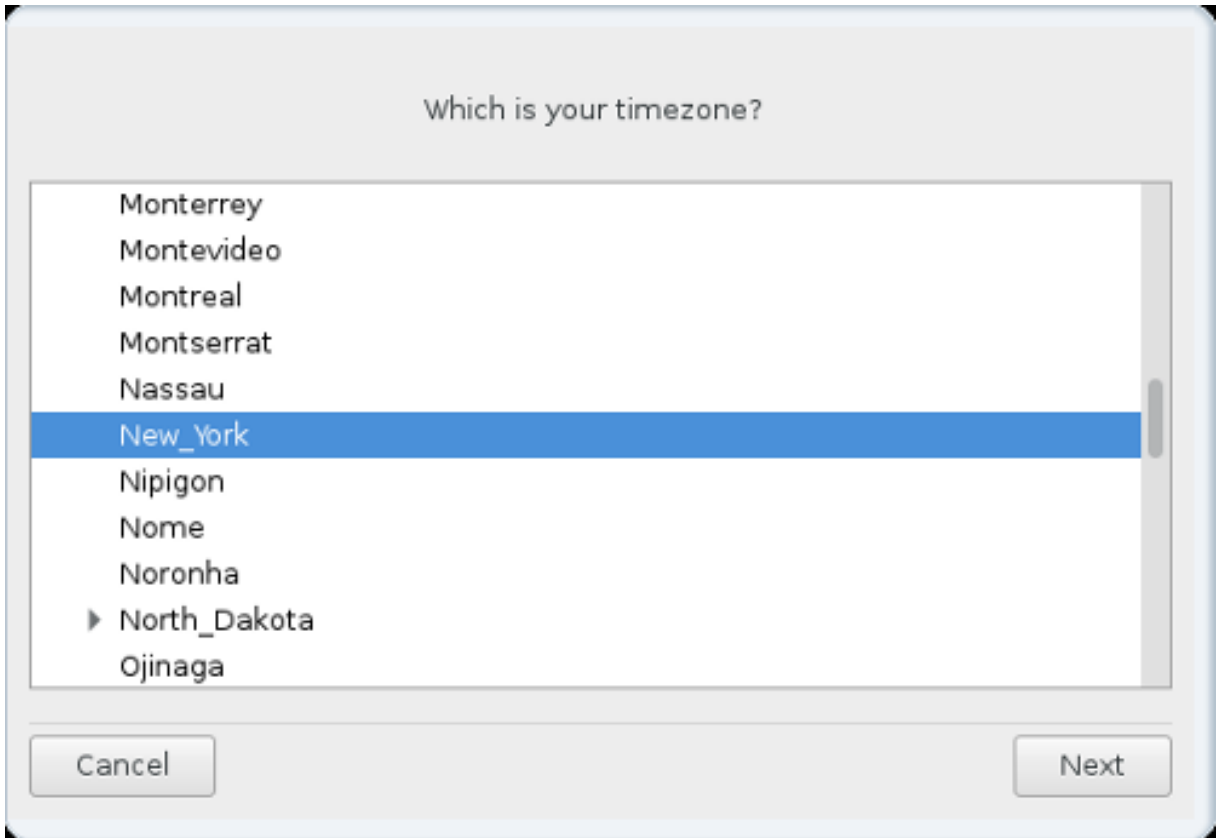 Which is your timezone?
Monterrey
Montevideo
Montreal
Montserrat
Nassau
New_York
Nipigon
Nome
Noronha
North_Dakota
Ojinaga
Cancel
Next